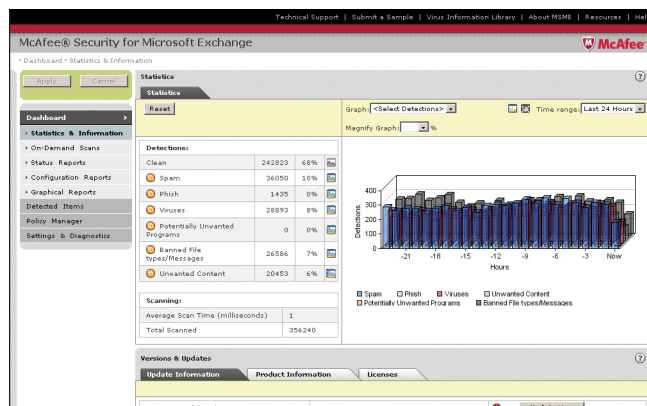 Technical Support | Submit a Sample | Virus Information Library | About MSME | Resources | Hel
McAfee® Security for Microsoft Exchange
McAfee
Dashboard Statistics & Information
Apply
Cancel
Dashboard
Statistics & Information
On-Demand Scans
Status Reports
Configuration Reports
Graphical Reports
Detected Items
Policy Manager
Settings & Diagnostics
Statistics
?
Statistics
Reset
Graph: <Select Detections>
Time range: Last 24 Hours
Magnify Graph: %
Detections:
Clean 242823 68%
Spam 36050 10%
Phish 1435 0%
Viruses 28893 8%
Potentially Unwanted
Programs 0 0%
Banned File
types/Messages 26586 7%
Unwanted Content 20453 6%
Scanning:
Average Scan Time (milliseconds) 1
Total Scanned 356240
Detections
400
300
200
100
0
-21 -18 -15 -12 -9 -6 -3 Now
Hours
Spam Phish Viruses Unwanted Content
Potentially Unwanted Programs Banned File types/Messages
Versions & Updates
?
Update Information Product Information Licenses